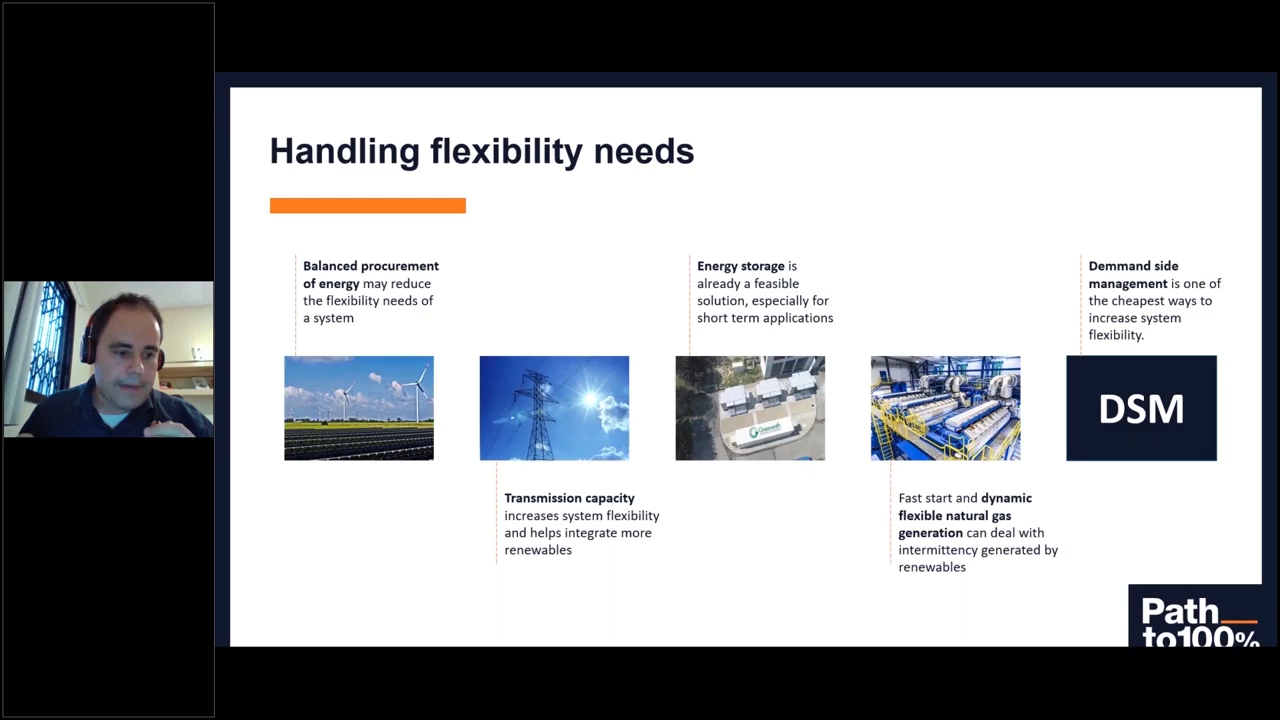 Handling flexibility needs
Balanced procurement
of energy may reduce
the flexibility needs of
a system
Transmission capacity
increases system flexibility
and helps integrate more
renewables
Energy storage is
already a feasible
solution, especially for
short term applications
Fast start and dynamic
flexible natural gas
generation can deal with
intermittency generated by
renewables
Demmand side
management is one of
the cheapest ways to
increase system
flexibility.
DSM
Path
to100%